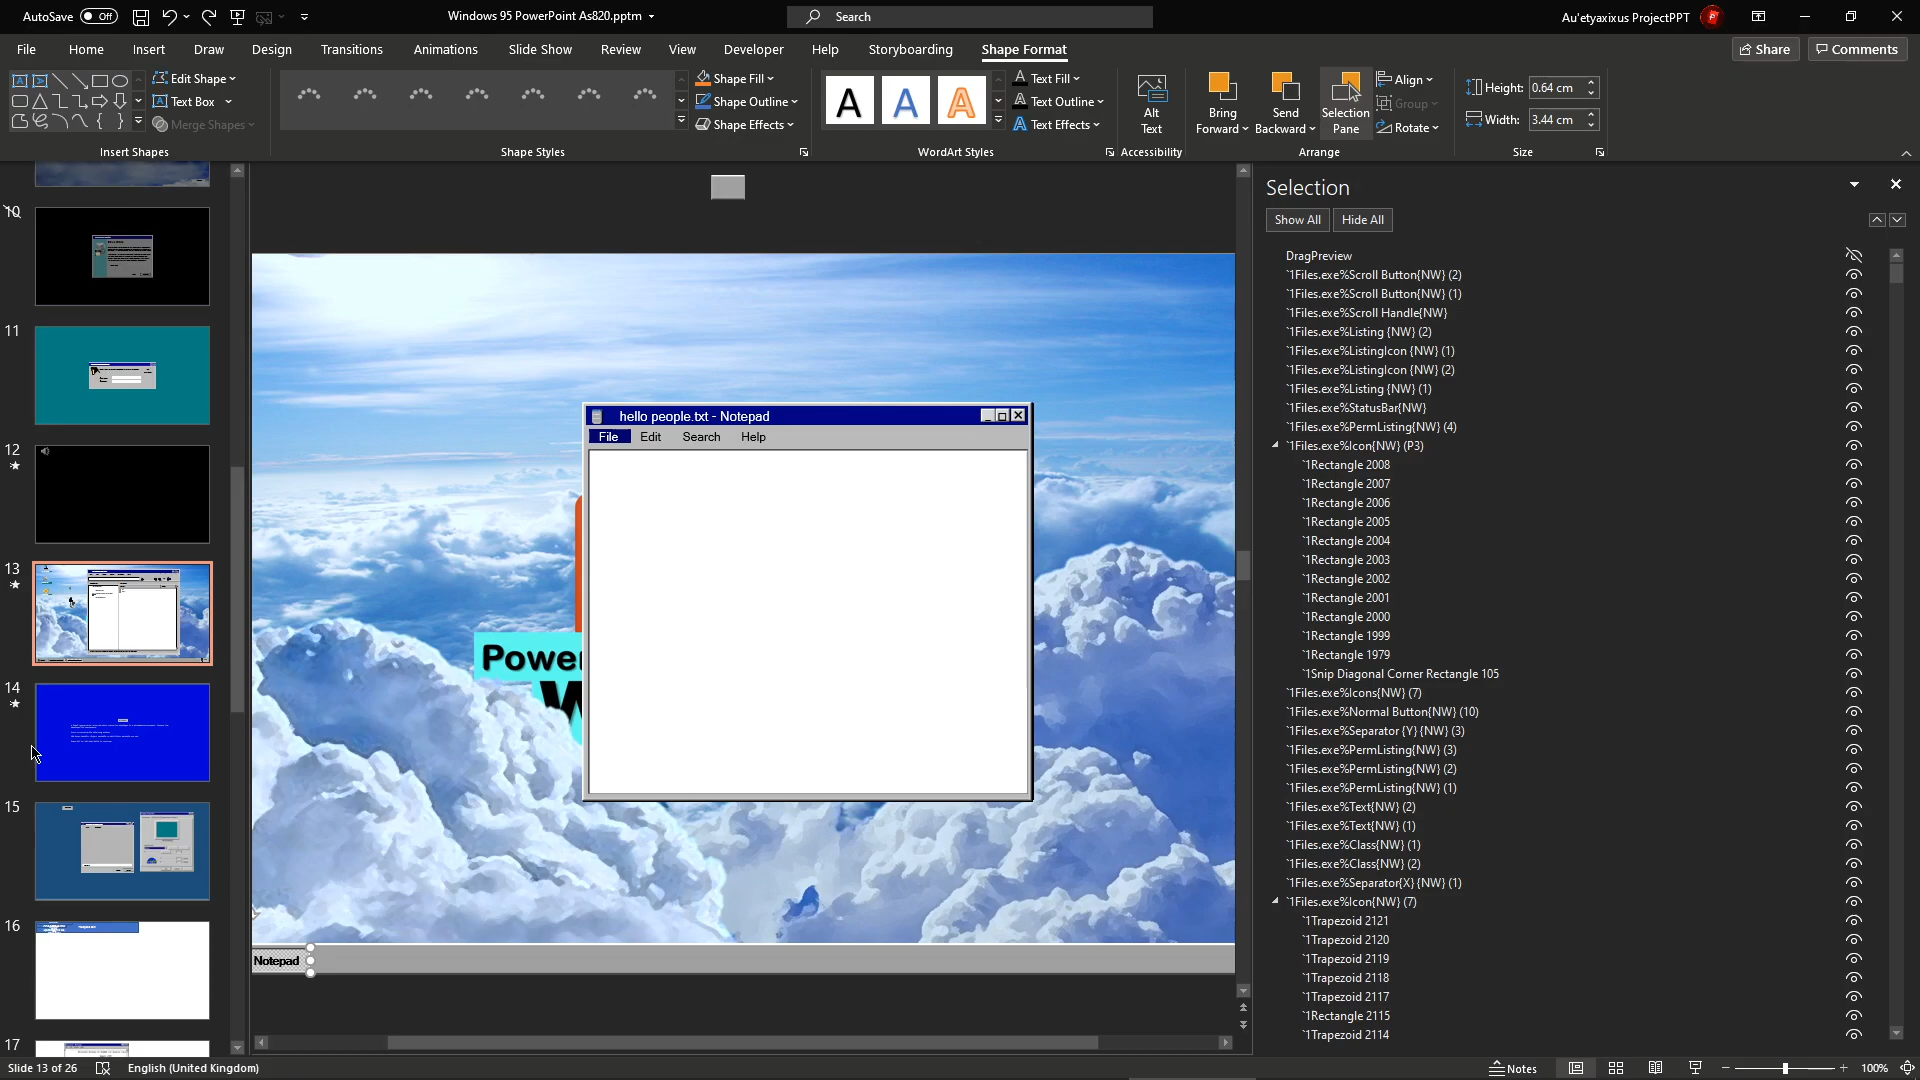 AutoSave Off
Windows 95 PowerPoint As820.pptm
Search
Au'etyaxixus ProjectPPT
File Home Insert Draw Design Transitions Animations Slide Show Review View Developer Help Storyboarding Shape Format
Share Comments
Edit Shape
Text Box
Merge Shapes
Insert Shapes
Shape Fill
Shape Outline
Shape Effects
Shape Styles
A A A
Text Fill
Text Outline
Text Effects
WordArt Styles
Alt
Text
Accessibility
Bring
Forward
Send
Backward
Selection
Pane
Align
Group
Rotate
Arrange
Height: 0.64 cm
Width: 3.44 cm
Size
10
11
12
13
14
15
16
17
hello people.txt - Notepad
File Edit Search Help
Power
W
Notepad
Selection
Show All Hide All
DragPreview
`1Files.exe%Scroll Button{NW} (2)
`1Files.exe%Scroll Button{NW} (1)
`1Files.exe%Scroll Handle{NW}
`1Files.exe%Listing {NW} (2)
`1Files.exe%ListingIcon {NW} (1)
`1Files.exe%ListingIcon {NW} (2)
`1Files.exe%Listing {NW} (1)
`1Files.exe%StatusBar{NW}
`1Files.exe%PermListing{NW} (4)
`1Files.exe%Icon{NW} (P3)
`1Rectangle 2008
`1Rectangle 2007
`1Rectangle 2006
`1Rectangle 2005
`1Rectangle 2004
`1Rectangle 2003
`1Rectangle 2002
`1Rectangle 2001
`1Rectangle 2000
`1Rectangle 1999
`1Rectangle 1979
`1Snip Diagonal Corner Rectangle 105
`1Files.exe%Icons{NW} (7)
`1Files.exe%Normal Button{NW} (10)
`1Files.exe%Separator {Y} {NW} (3)
`1Files.exe%PermListing{NW} (3)
`1Files.exe%PermListing{NW} (2)
`1Files.exe%PermListing{NW} (1)
`1Files.exe%Text{NW} (2)
`1Files.exe%Text{NW} (1)
`1Files.exe%Class{NW} (1)
`1Files.exe%Class{NW} (2)
`1Files.exe%Separator{X} {NW} (1)
`1Files.exe%Icon{NW} (7)
`1Trapezoid 2121
`1Trapezoid 2120
`1Trapezoid 2119
`1Trapezoid 2118
`1Trapezoid 2117
`1Rectangle 2115
`1Trapezoid 2114
Slide 13 of 26
English (United Kingdom)
Notes
100%